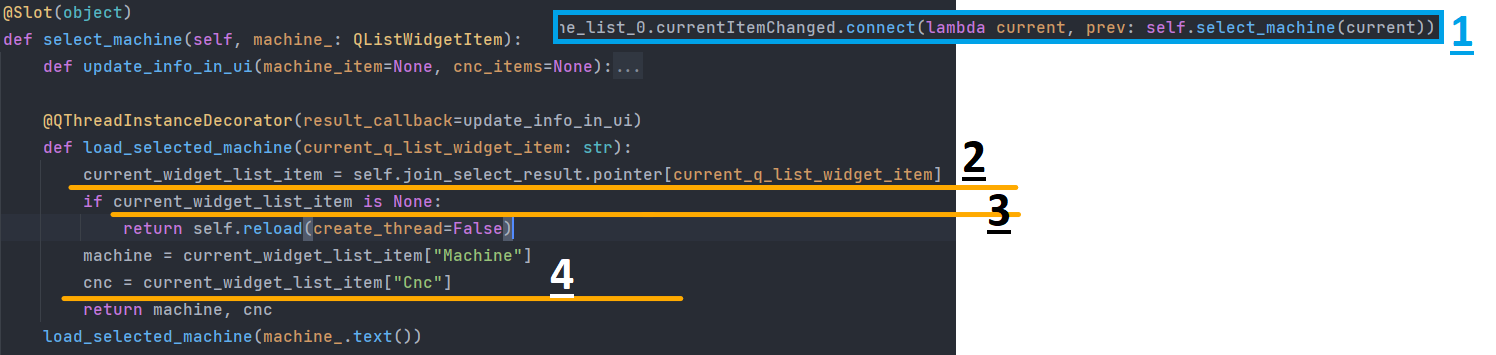 @Slot(object)
ne_list_0.currentItemChanged.connect(lambda current, prev: self.select_machine(current))
1
def select_machine(self, machine_: QListWidgetItem):
def update_info_in_ui(machine_item=None, cnc_items=None):...
@QThreadInstanceDecorator(result_callback=update_info_in_ui)
def load_selected_machine(current_q_list_widget_item: str):
current_widget_list_item = self.join_select_result.pointer[current_q_list_widget_item]
2
if current_widget_list_item is None:
3
return self.reload(create_thread=False)
machine = current_widget_list_item["Machine"]
cnc = current_widget_list_item["Cnc"]
4
return machine, cnc
load_selected_machine(machine_.text())